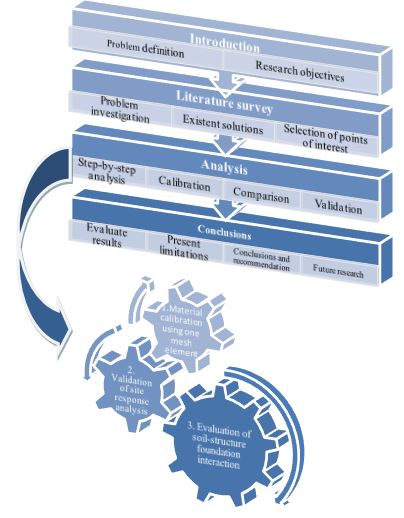 Introduction
Problem definition
Research objectives
Literature survey
Problem
investigation
Existent solutions
Selection of points
of interest
Analysis
Step-by-step
analysis
Calibration
Comparison
Validation
Conclusions
Evaluate
results
Present
limitations
Conclusions and
recommendation
Future research
1.Material
calibration
using one
mesh
element
2.
Validation
of site
response
analysis
3. Evaluation of
soil-structure
foundation
interaction